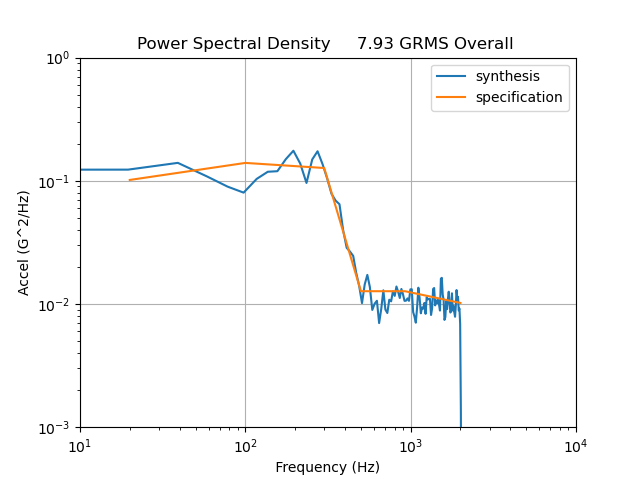 Power Spectral Density     7.93 GRMS Overall
10^0
10^-1
10^-2
10^-3
Accel (G^2/Hz)
synthesis
specification
10^1 10^2 10^3 10^4
Frequency (Hz)